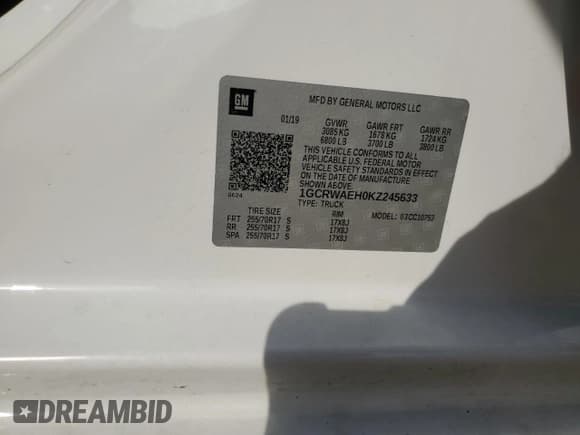 GM
MFD BY GENERAL MOTORS LLC
01/19 GVWR GAWR FRT GAWR RR
3085 KG 1678 KG 1724 KG
6800 LB 3700 LB 3800 LB
THIS VEHICLE CONFORMS TO ALL
APPLICABLE U.S. FEDERAL MOTOR
VEHICLE SAFETY STANDARDS IN EFFECT
ON THE DATE OF MANUFACTURE
SHOWN ABOVE.
1GCRWAEH0KZ245633
TYPE: TRUCK MODEL:
TIRE SIZE RIM
FRT 255/70R17 S 17X8J
RR 255/70R17 S 17X8J
SPA 255/70R17 S 17X8J
DREAMBID